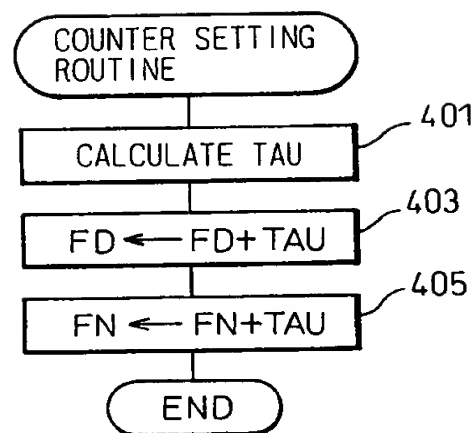 COUNTER SETTING
ROUTINE
401
CALCULATE TAU
403
FD ← FD+TAU
405
FN ← FN+TAU
END